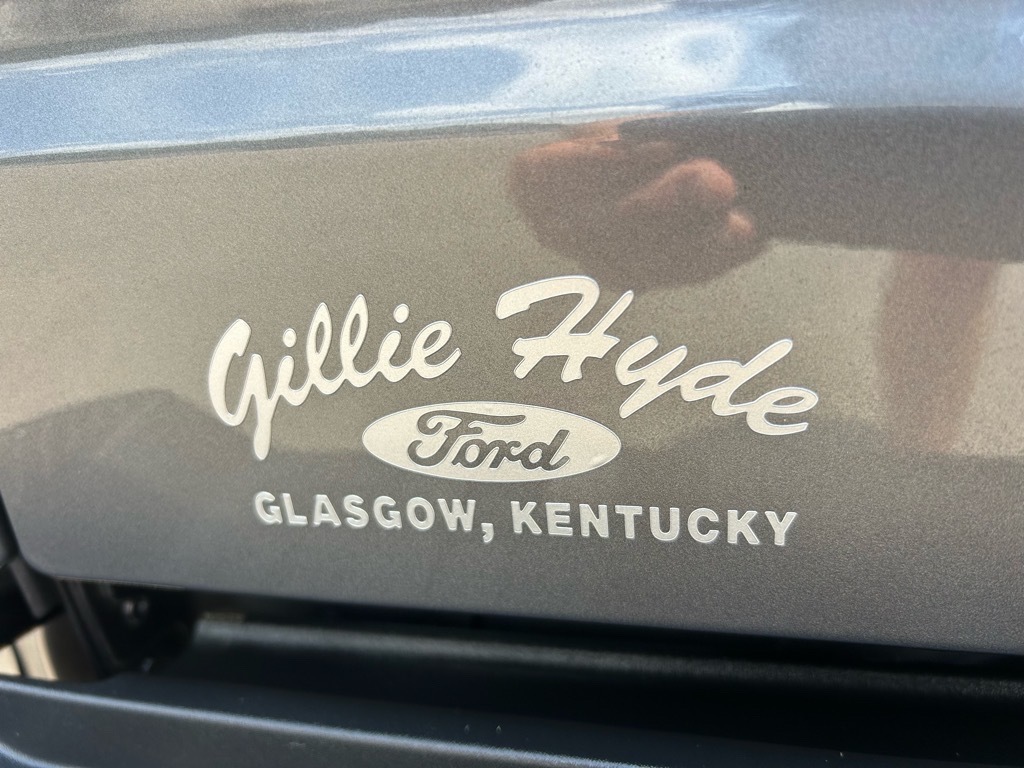 Gillie Hyde
Ford
GLASGOW, KENTUCKY